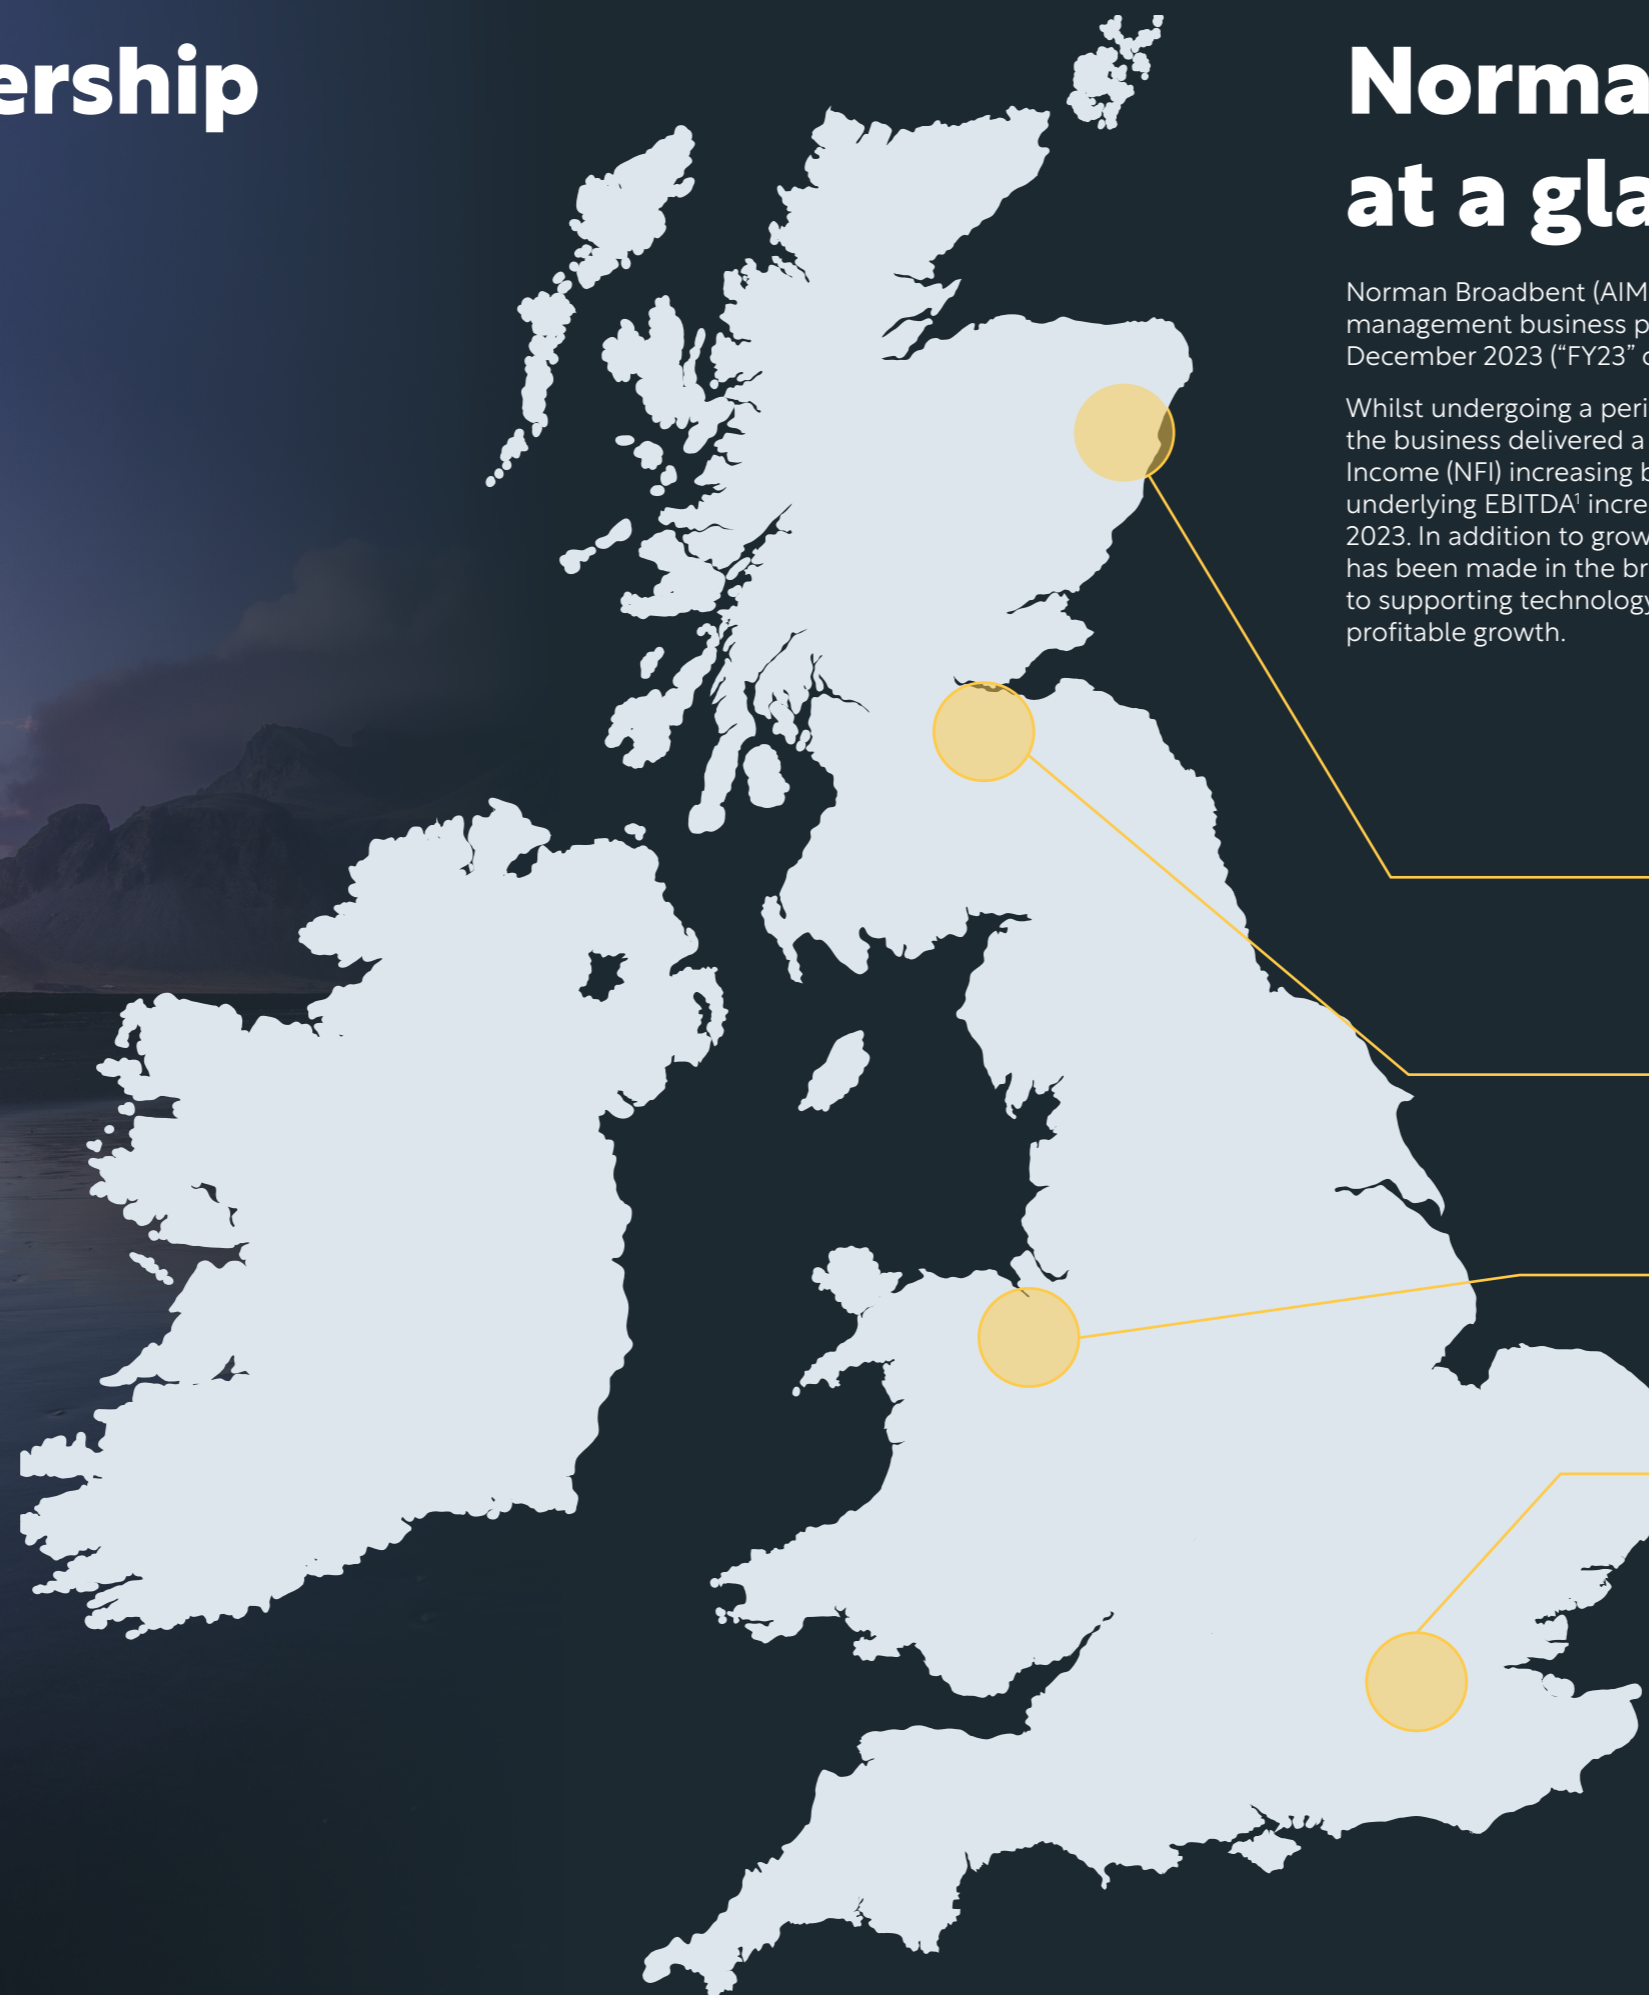 ership
Norma
at a gla
Norman Broadbent (AIM
management business p
December 2023 (“FY23”
Whilst undergoing a peri
the business delivered a
Income (NFI) increasing b
underlying EBITDA¹ incre
2023. In addition to grow
has been made in the br
to supporting technology
profitable growth.